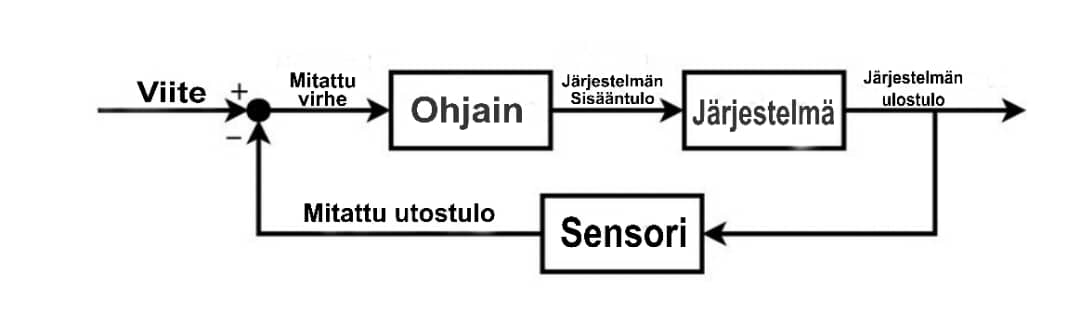 Viite
+
Mitattu
virhe
Ohjain
Järjestelmän
Sisääntulo
Järjestelmä
Järjestelmän
ulostulo
−
Mitattu utostulo
Sensori